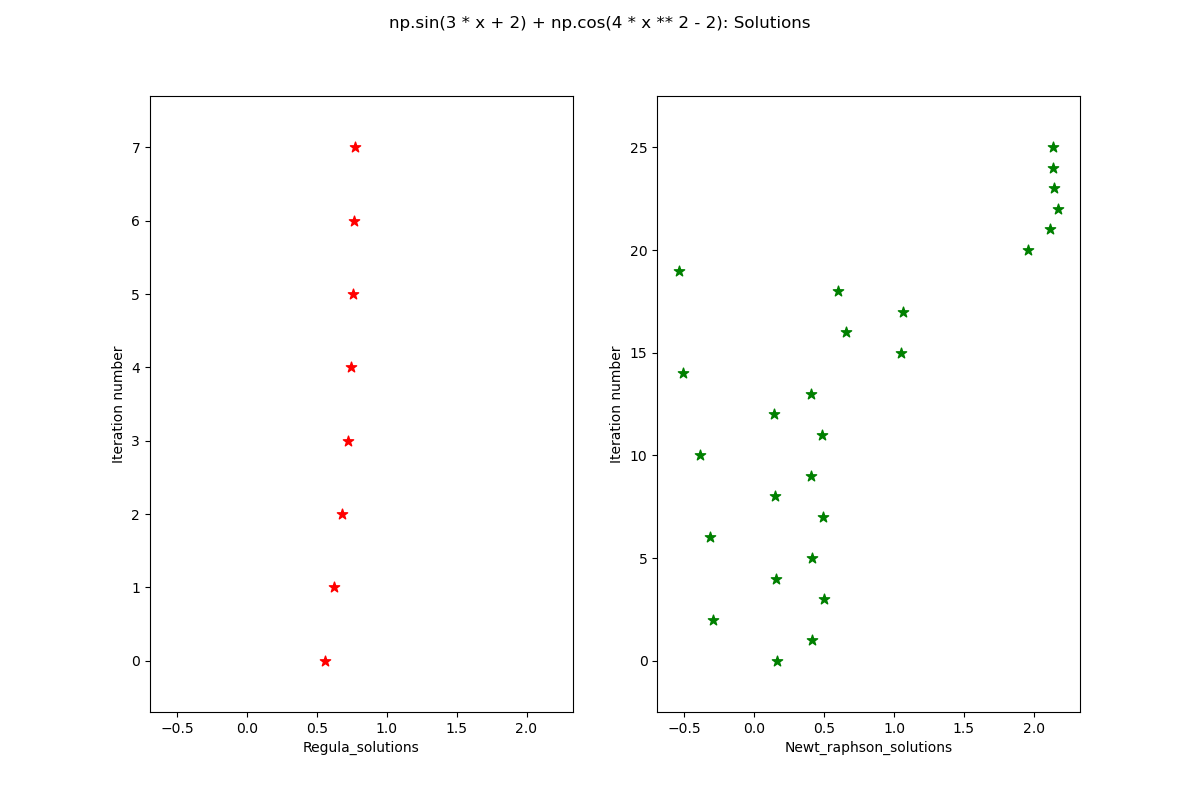 np.sin(3 * x + 2) + np.cos(4 * x ** 2 - 2): Solutions
7
6
5
4
3
2
1
0
Iteration number
−0.5 0.0 0.5 1.0 1.5 2.0
Regula_solutions
25
20
15
10
5
0
Iteration number
−0.5 0.0 0.5 1.0 1.5 2.0
Newt_raphson_solutions